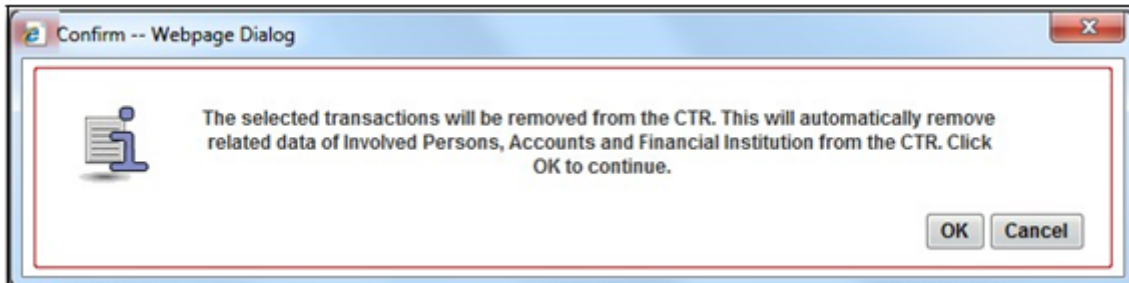 Confirm -- Webpage Dialog
The selected transactions will be removed from the CTR. This will automatically remove
related data of Involved Persons, Accounts and Financial Institution from the CTR. Click
OK to continue.
OK Cancel